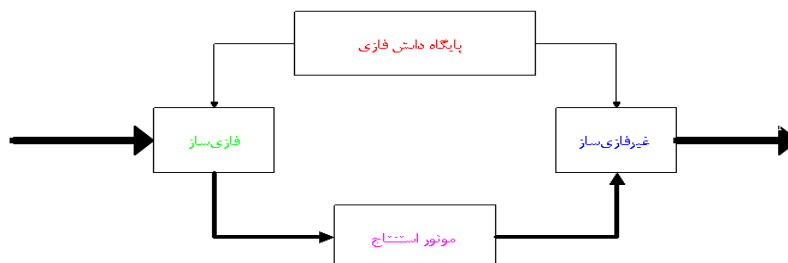 پایگاه دانش فازی
فازی‌ساز
غیرفازی‌ساز
موتور استنتاج